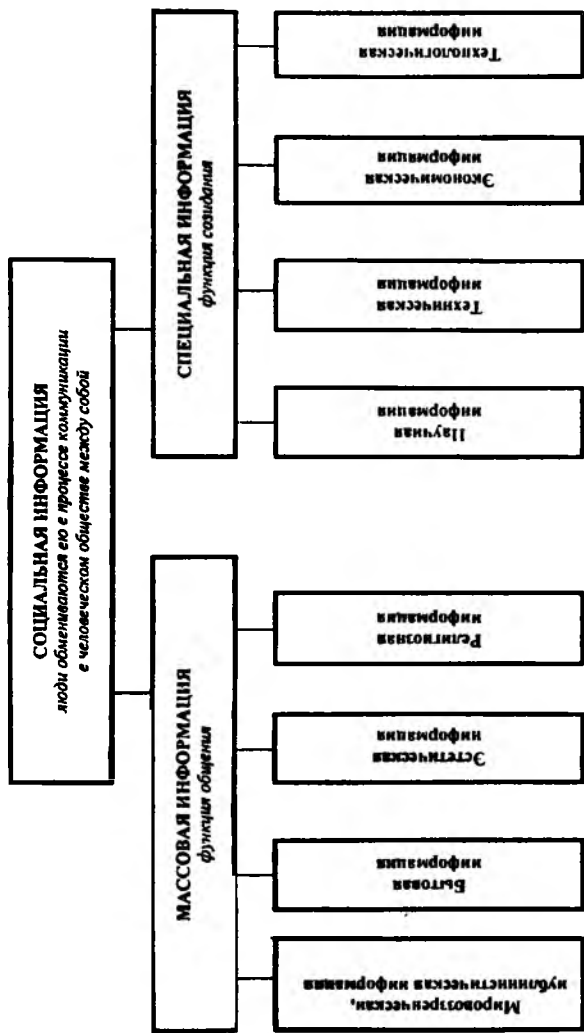 СОЦИАЛЬНАЯ ИНФОРМАЦИЯ
люди обмениваются ею е процессе коммуникации
е человеческом обществе между собой
МАССОВАЯ ИНФОРМАЦИЯ
функция общения
СПЕЦИАЛЬНАЯ ИНФОРМАЦИЯ
функция созидания
Мировоззренческая,
публицистическая информация
Бытовая
информация
Эстетическая
информация
Религиозная
информация
Научная
информация
Техническая
информация
Экономическая
информация
Технологическая
информация